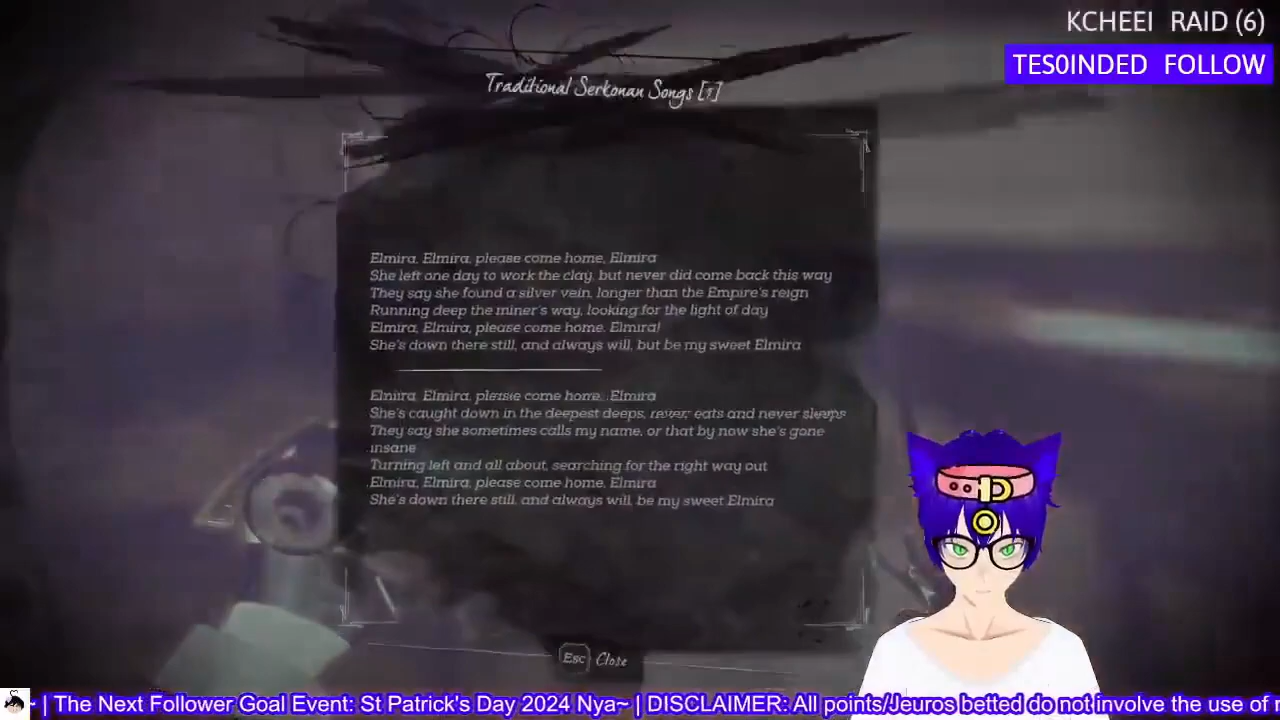 KCHEEI RAID (6)
TES0INDED FOLLOW
Traditional Serkonan Songs [1]
Elmira, Elmira, please come home, Elmira
She left one day to work the clay, but never did come back this way
They say she found a silver vein, longer than the Empire's reign
Running deep the miner's way, looking for the light of day
Elmira, Elmira, please come home, Elmira!
She's down there still, and always will, but be my sweet Elmira
Elmira, Elmira, please come home, Elmira
She's caught down in the deepest deeps, never eats and never sleeps
They say she sometimes calls my name, or that by now she's gone
insane
Turning left and all about, searching for the right way out
Elmira, Elmira, please come home, Elmira
She's down there still, and always will, be my sweet Elmira
Esc Close
~ | The Next Follower Goal Event: St Patrick's Day 2024 Nya~ | DISCLAIMER: All points/Jeuros betted do not involve the use of